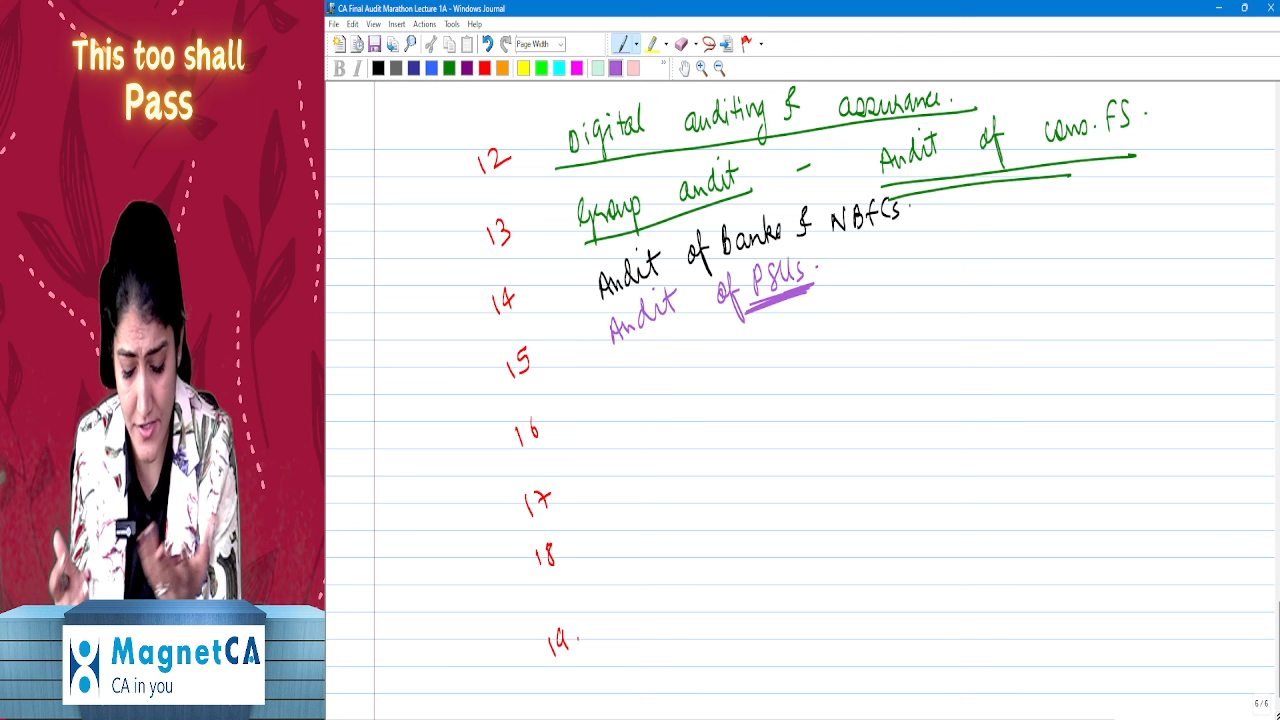 This too shall
Pass
CA Final Audit Marathon Lecture 1A - Windows Journal
File Edit View Insert Actions Tools Help
Page Width
B I
12 Digital auditing & assurance.
13 Group audit - Audit of cons. FS.
14 Audit of Banks & NBFCs.
15 Audit of PSUs.
16
17
18
19.
MagnetCA
CA in you
6 / 6